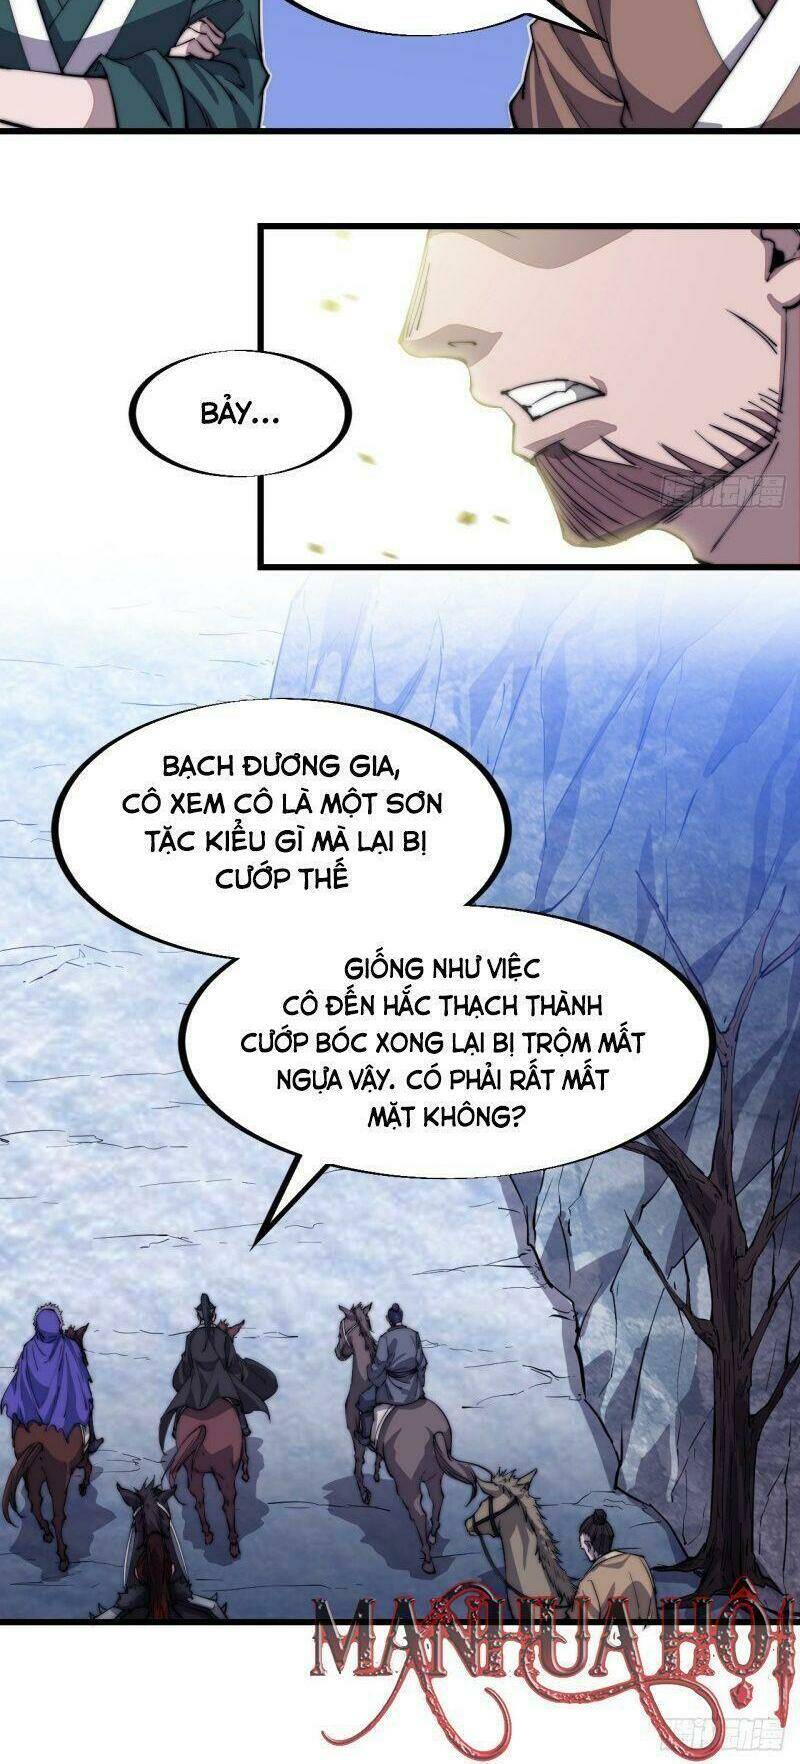 BẢY...
BẠCH ĐƯƠNG GIA,
CÔ XEM CÔ LÀ MỘT SƠN
TẶC KIỂU GÌ MÀ LẠI BỊ
CƯỚP THẾ
GIỐNG NHƯ VIỆC
CÔ ĐẾN HẮC THẠCH THÀNH
CƯỚP BÓC XONG LẠI BỊ TRỘM MẤT
NGỰA VẬY. CÓ PHẢI RẤT MẤT
MẶT KHÔNG?
MANHUA HỘI